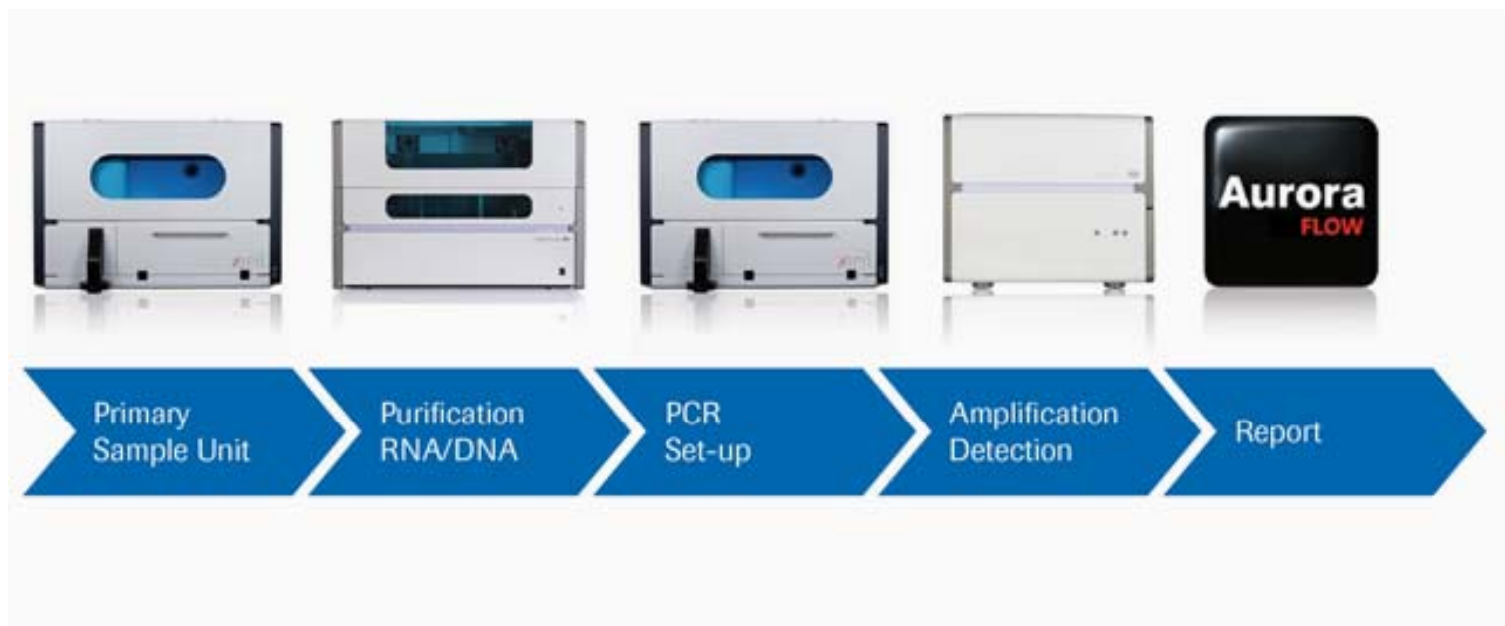 Aurora
FLOW
Primary
Sample Unit
Purification
RNA/DNA
PCR
Set-up
Amplification
Detection
Report